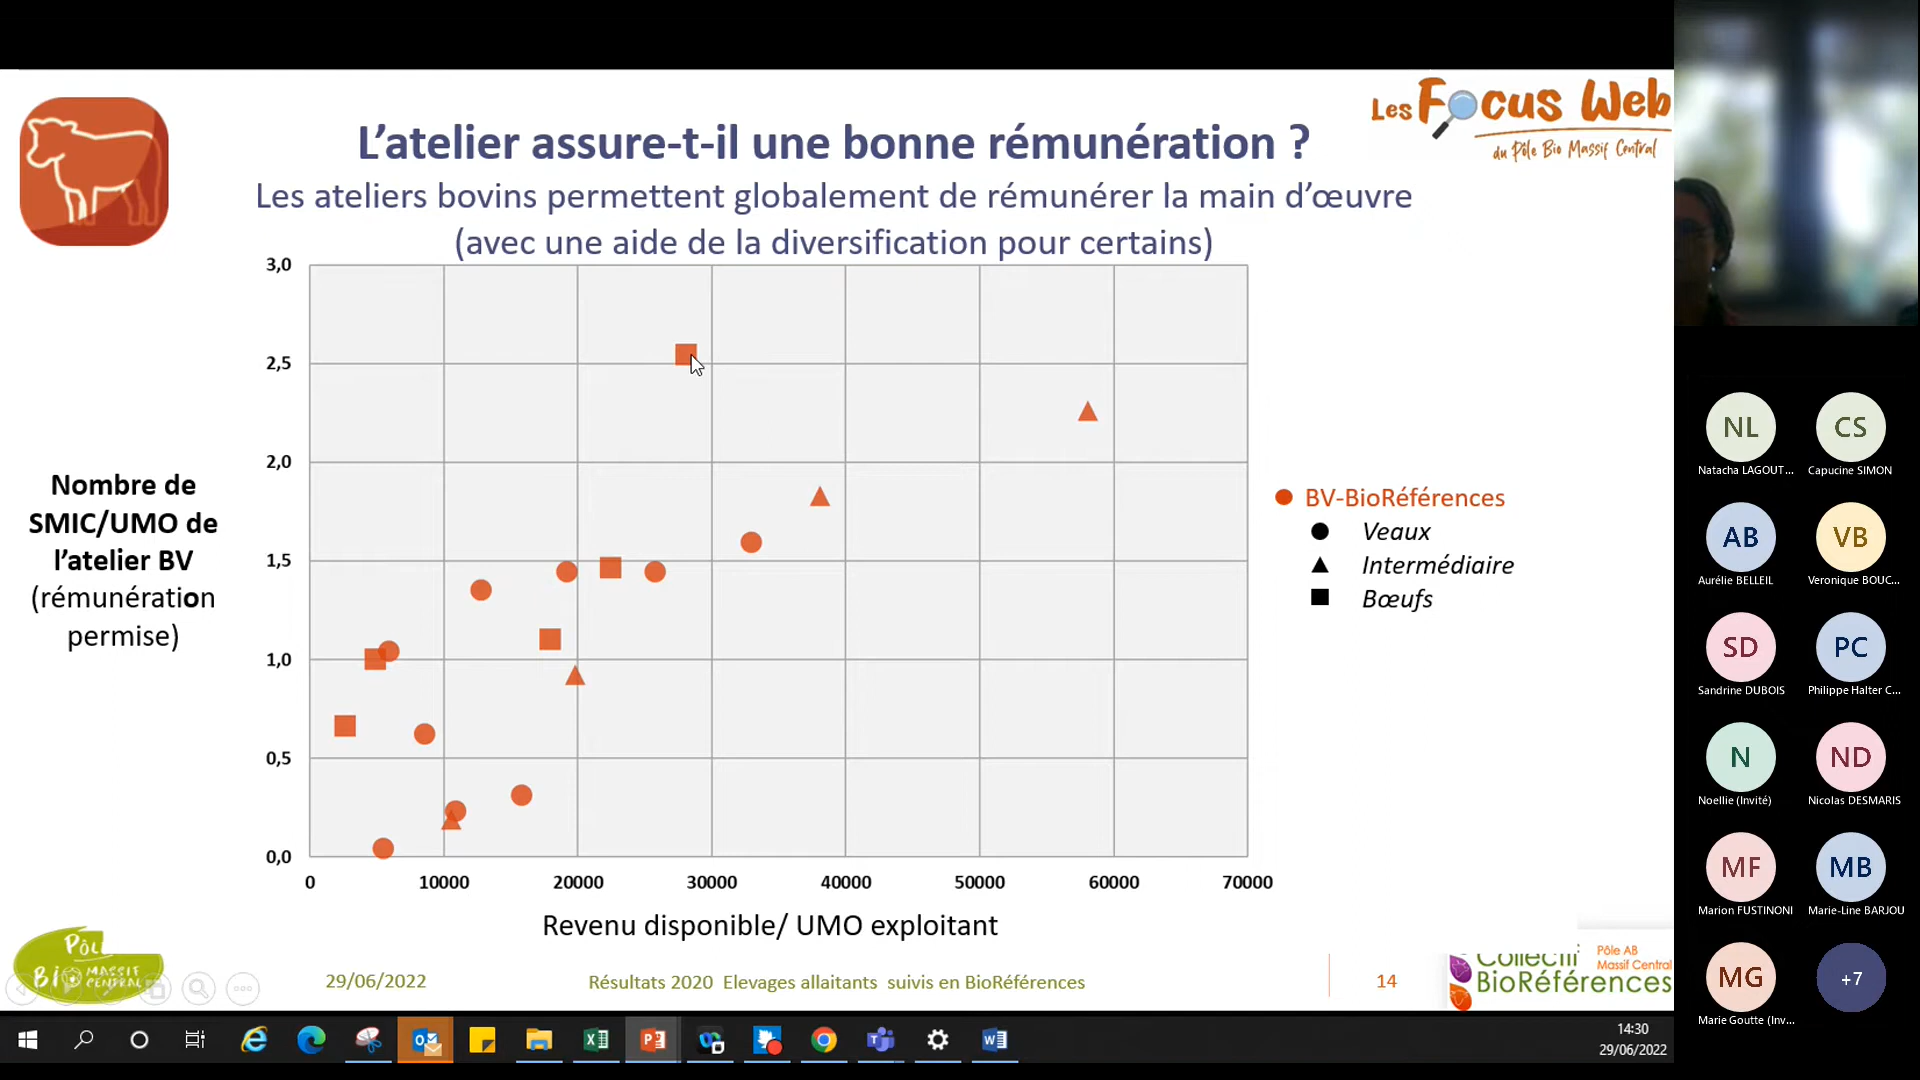 Les Focus Web
du Pôle Bio Massif Central
L’atelier assure-t-il une bonne rémunération ?
Les ateliers bovins permettent globalement de rémunérer la main d’œuvre
(avec une aide de la diversification pour certains)
3,0
2,5
2,0
1,5
1,0
0,5
0,0
Nombre de
SMIC/UMO de
l’atelier BV
(rémunération
permise)
0 10000 20000 30000 40000 50000 60000 70000
Revenu disponible/ UMO exploitant
BV-BioRéférences
Veaux
Intermédiaire
Bœufs
MASSIF
CENTRAL
29/06/2022
Résultats 2020 Elevages allaitants suivis en BioRéférences
14
Collectif
BioRéférences
Pôle AB
Massif Central
14:30
29/06/2022
NL
Natacha LAGOUT...
CS
Capucine SIMON
AB
Aurélie BELLEIL
VB
Veronique BOUC...
SD
Sandrine DUBOIS
PC
Philippe Halter C...
N
Noellie (Invité)
ND
Nicolas DESMARIS
MF
Marion FUSTINONI
MB
Marie-Line BARJOU
MG
Marie Goutte (Inv...
+7